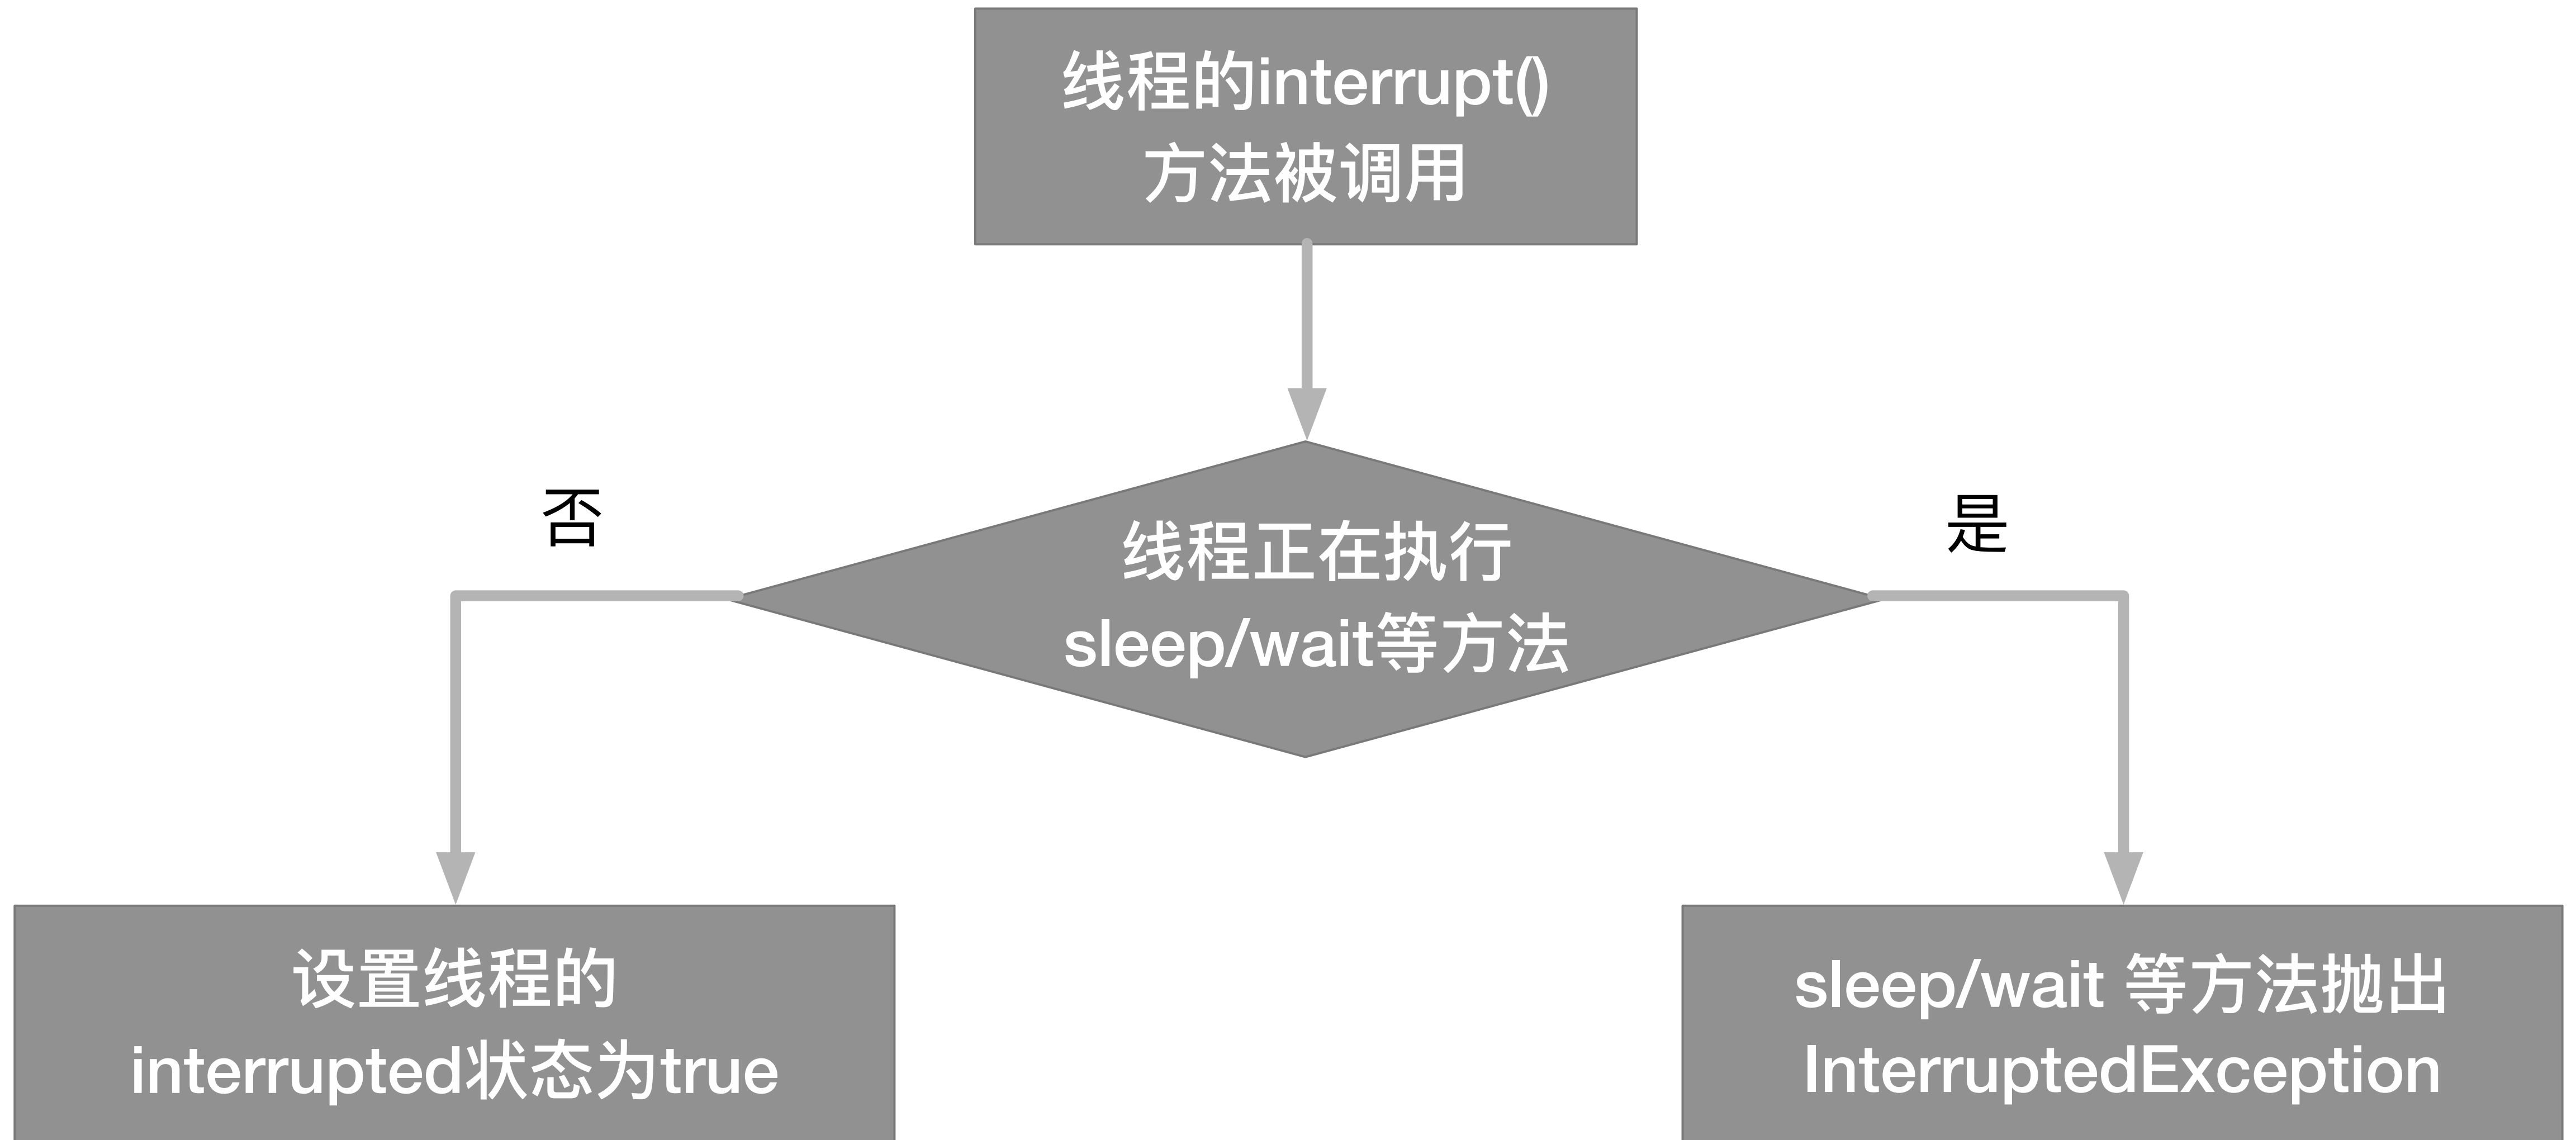 线程的interrupt()
方法被调用
否
是
线程正在执行
sleep/wait等方法
设置线程的
interrupted状态为true
sleep/wait 等方法抛出
InterruptedException